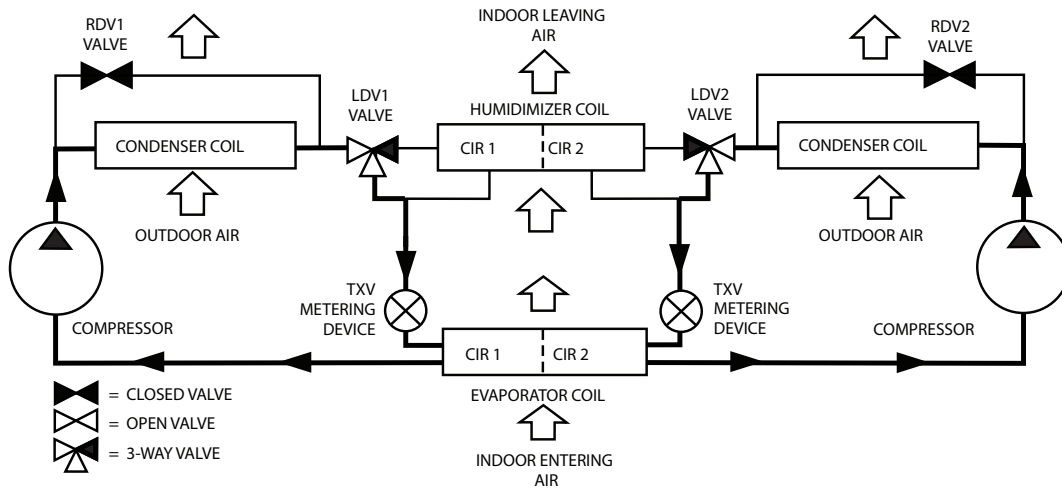 RDV1
VALVE
INDOOR LEAVING
AIR
RDV2
VALVE
LDV1
VALVE
HUMIDIMIZER COIL
LDV2
VALVE
CONDENSER COIL
CIR 1
CIR 2
CONDENSER COIL
OUTDOOR AIR
OUTDOOR AIR
TXV
METERING
DEVICE
TXV
METERING
DEVICE
COMPRESSOR
COMPRESSOR
CIR 1
CIR 2
EVAPORATOR COIL
= CLOSED VALVE
= OPEN VALVE
= 3-WAY VALVE
INDOOR ENTERING
AIR